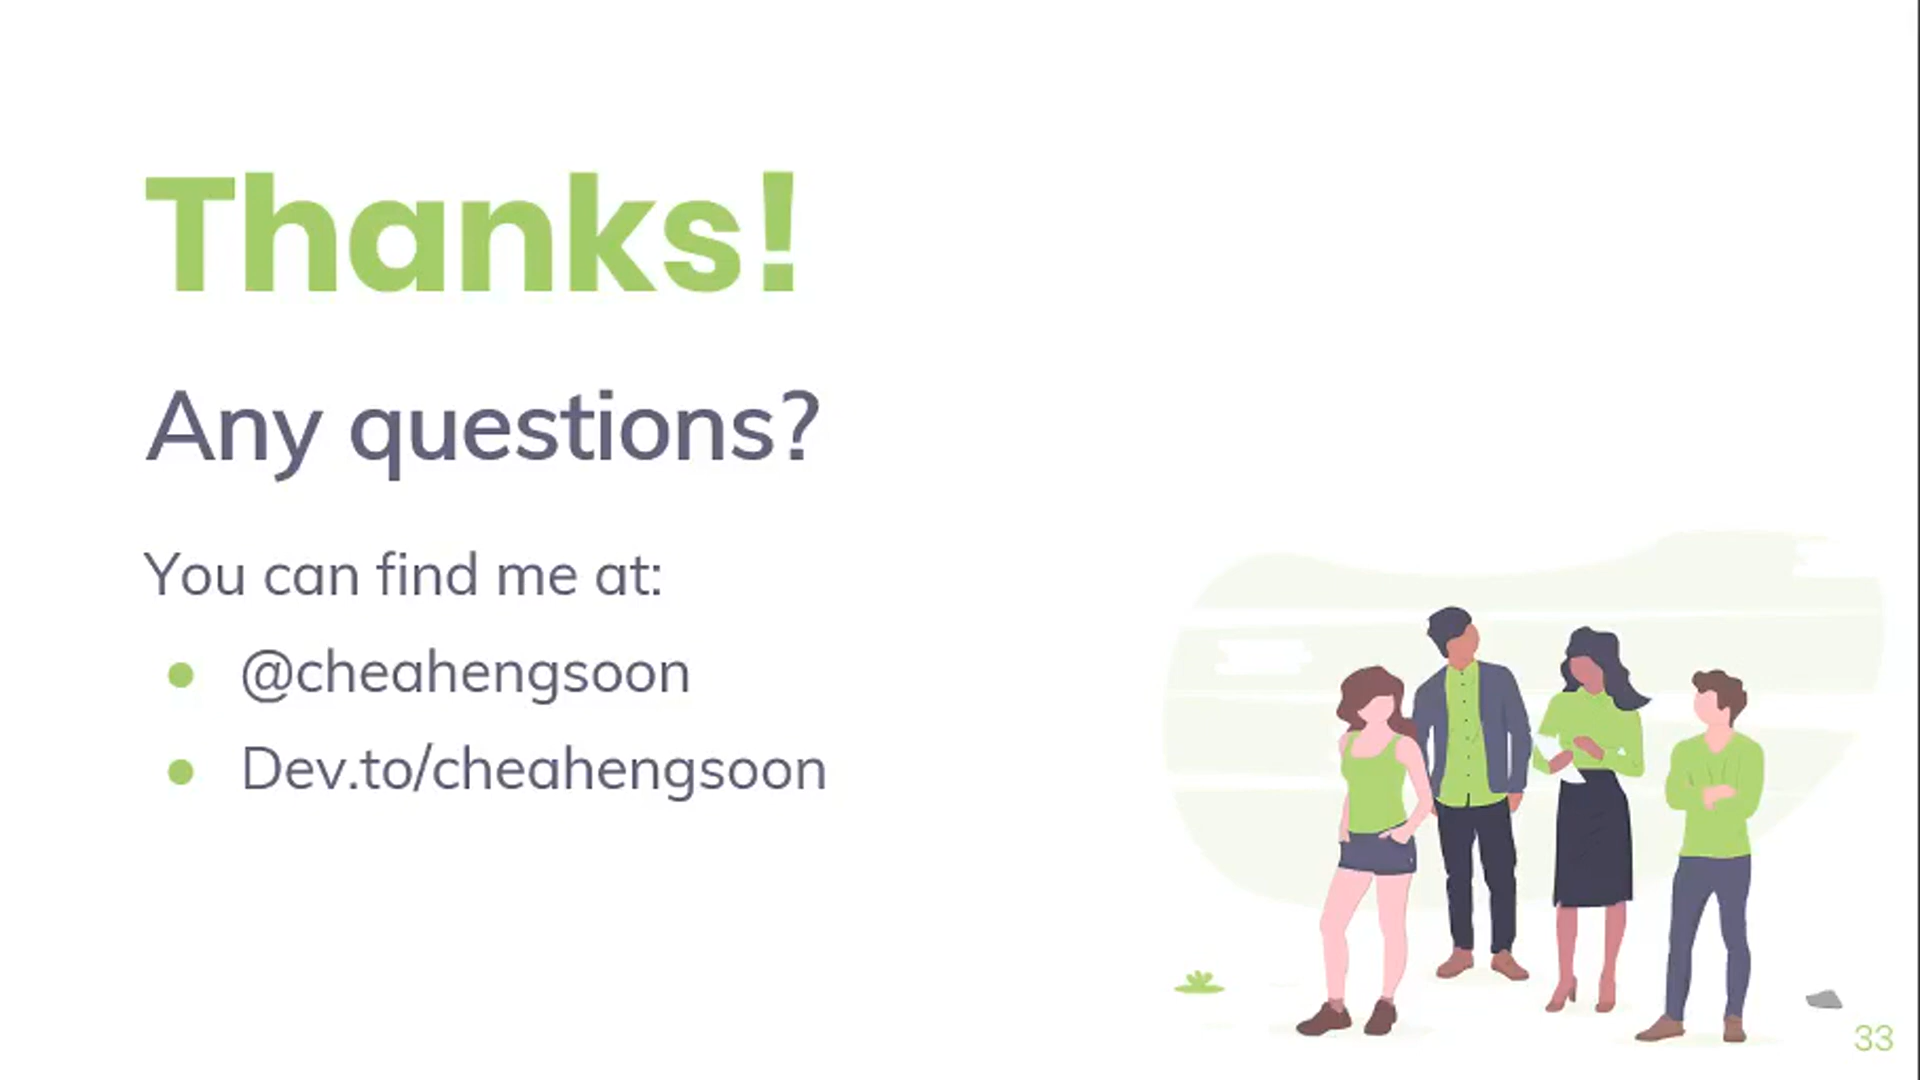 Thanks!
Any questions?
You can find me at:
@cheahengsoon
Dev.to/cheahengsoon
33